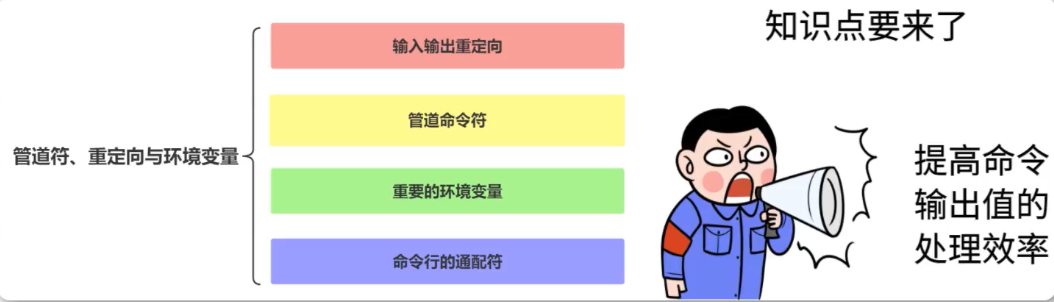 知识点要来了
管道符、重定向与环境变量
输入输出重定向
管道命令符
重要的环境变量
命令行的通配符
提高命令
输出值的
处理效率